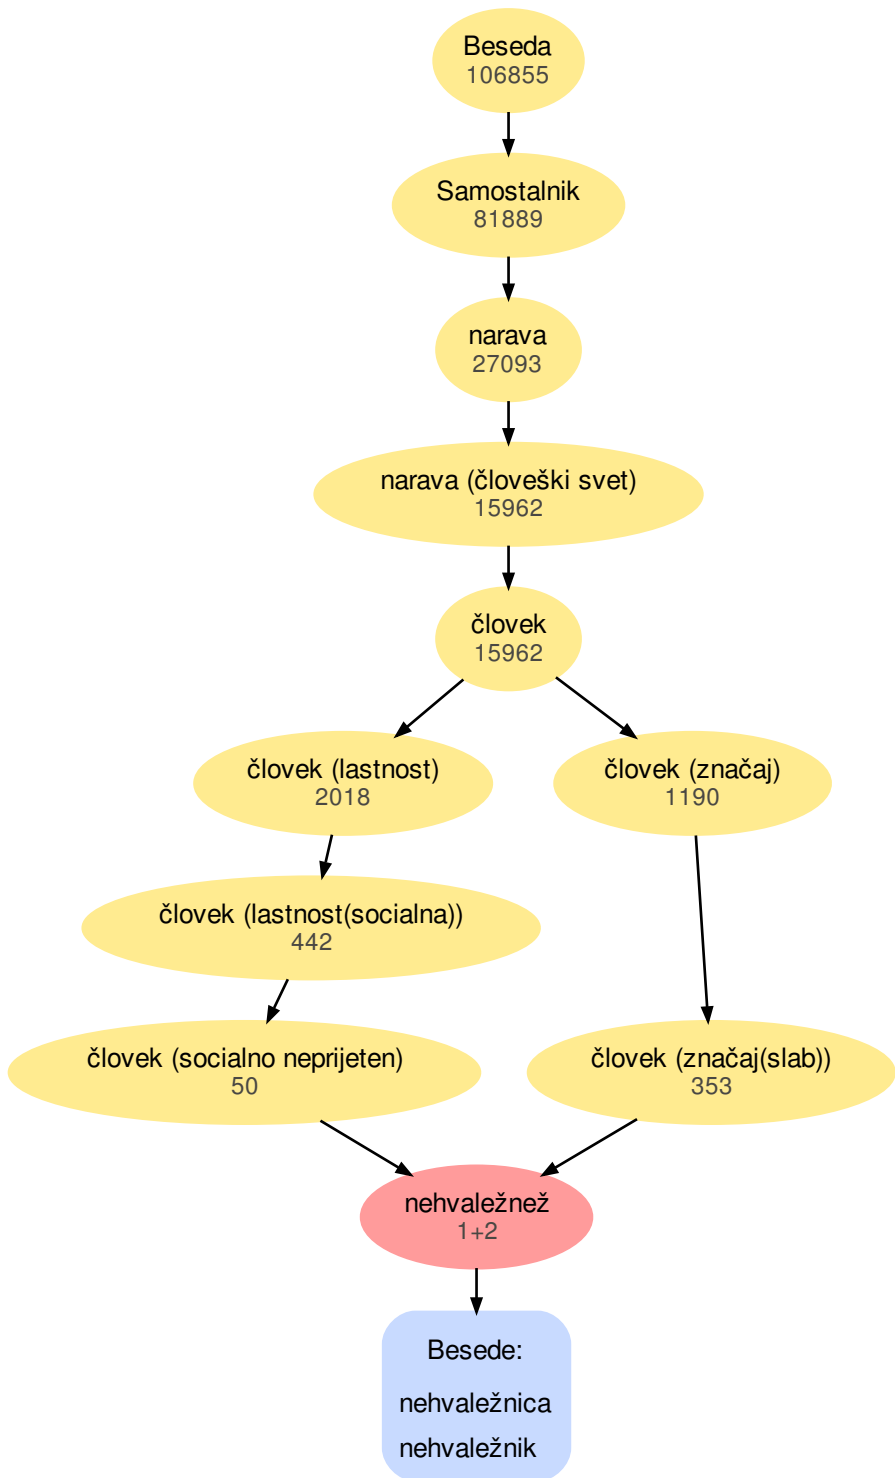 Beseda
106855
Samostalnik
81889
narava
27093
narava (človeški svet)
15962
človek
15962
človek (lastnost)
2018
človek (značaj)
1190
človek (lastnost(socialna))
442
človek (socialno neprijeten)
50
človek (značaj(slab))
353
nehvaležnež
1+2
Besede:
nehvaležnica
nehvaležnik